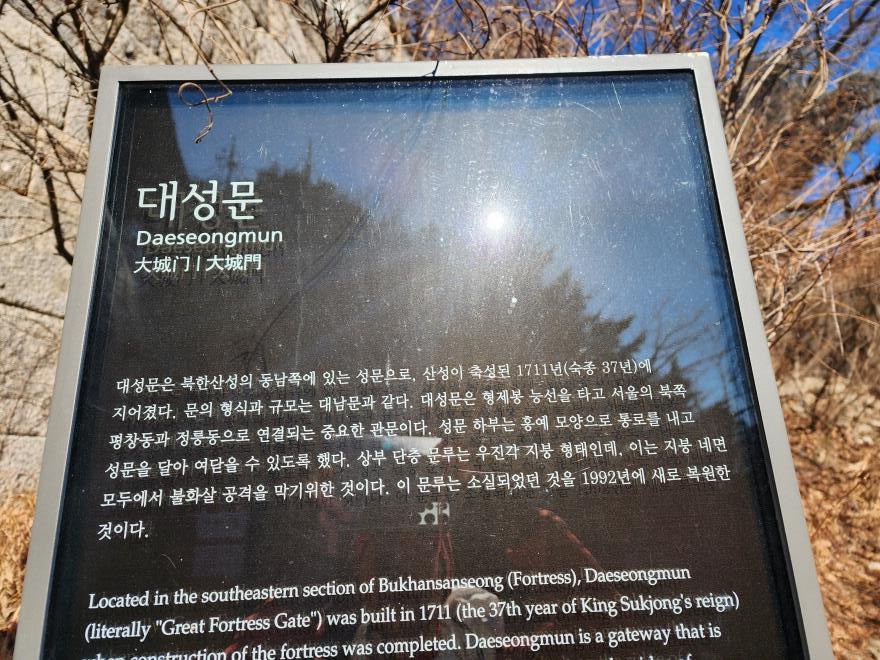 대성문
Daeseongmun
大城门 | 大城門
대성문은 북한산성의 동남쪽에 있는 성문으로, 산성이 축성된 1711년(숙종 37년)에
지어졌다. 문의 형식과 규모는 대남문과 같다. 대성문은 형제봉 능선을 타고 서울의 북쪽
평창동과 정릉동으로 연결되는 중요한 관문이다. 성문 하부는 홍예 모양으로 통로를 내고
성문을 달아 여닫을 수 있도록 했다. 상부 단층 문루는 우진각 지붕 형태인데, 이는 지붕 네면
모두에서 불화살 공격을 막기위한 것이다. 이 문루는 소실되었던 것을 1992년에 새로 복원한
것이다.
Located in the southeastern section of Bukhansanseong (Fortress), Daeseongmun
(literally "Great Fortress Gate") was built in 1711 (the 37th year of King Sukjong's reign)
when construction of the fortress was completed. Daeseongmun is a gateway that is